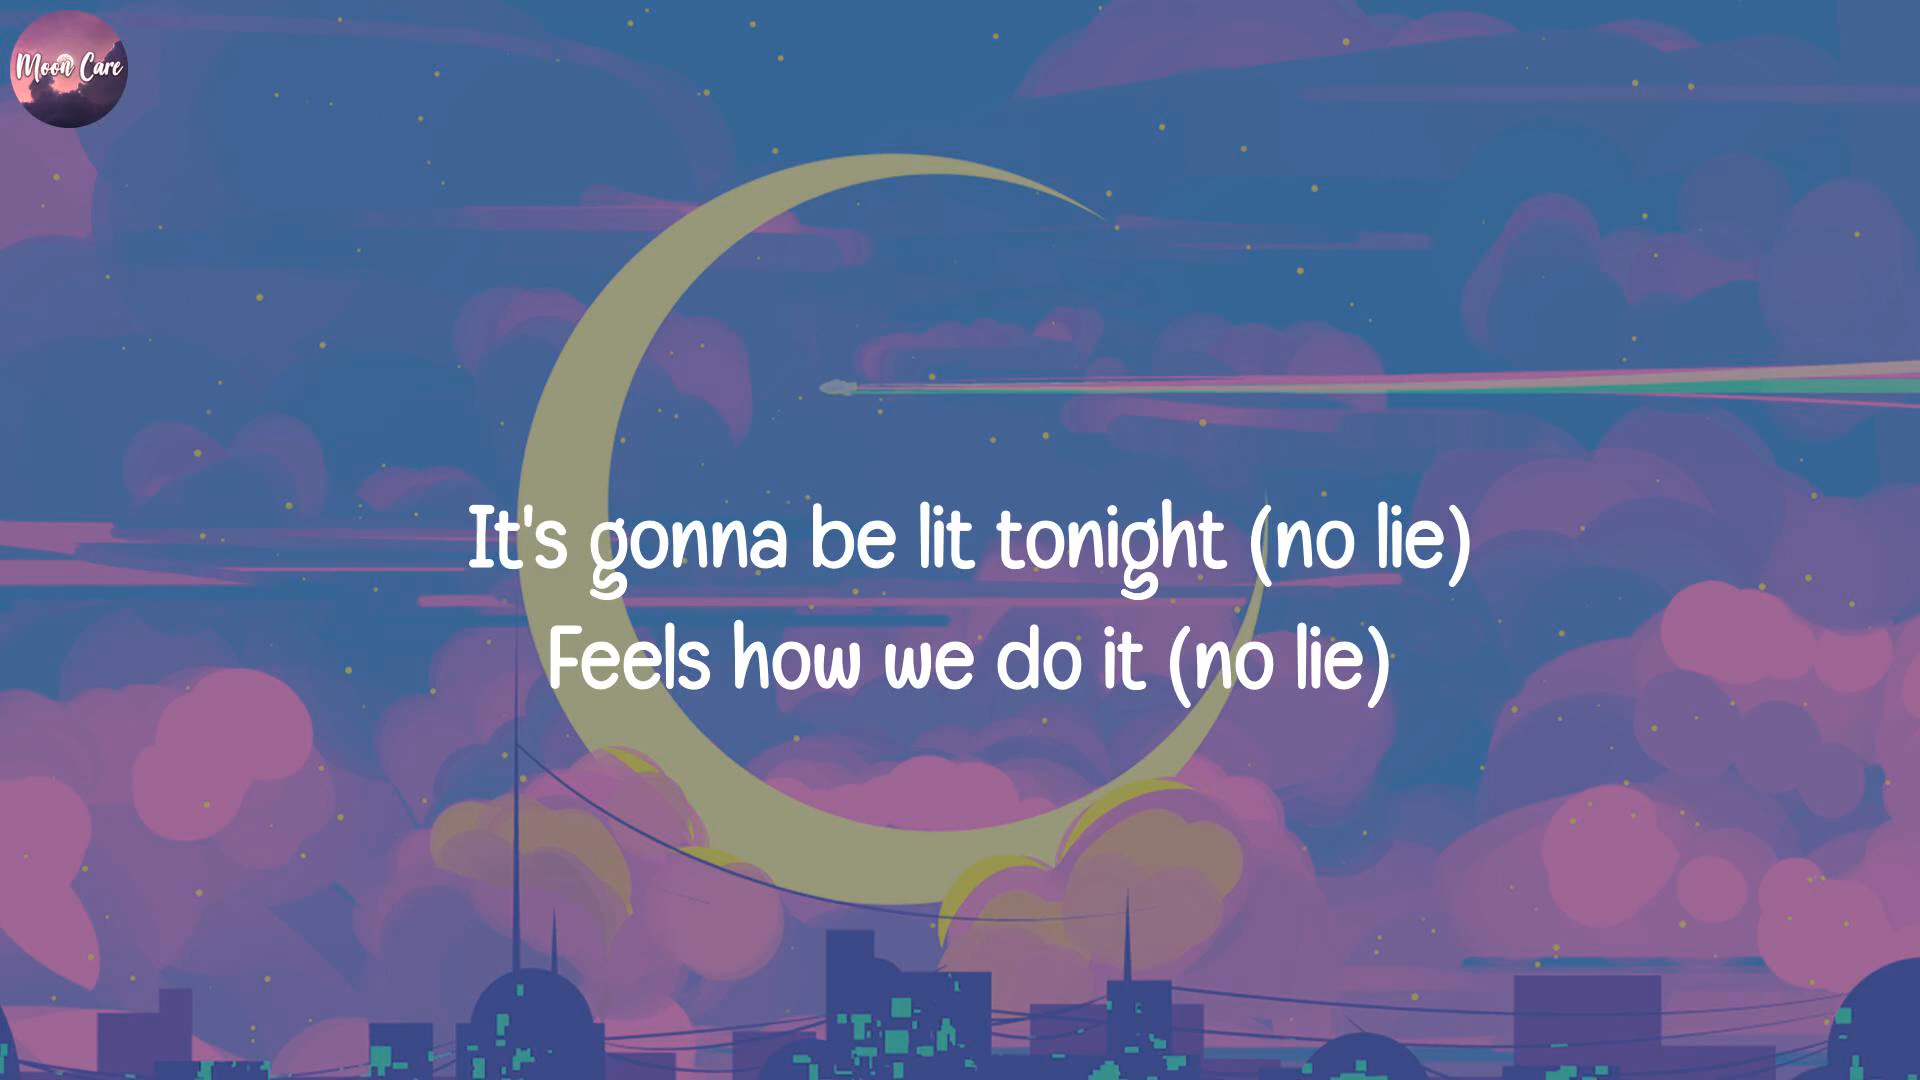 Moon Care
It's gonna be lit tonight (no lie)
Feels how we do it (no lie)